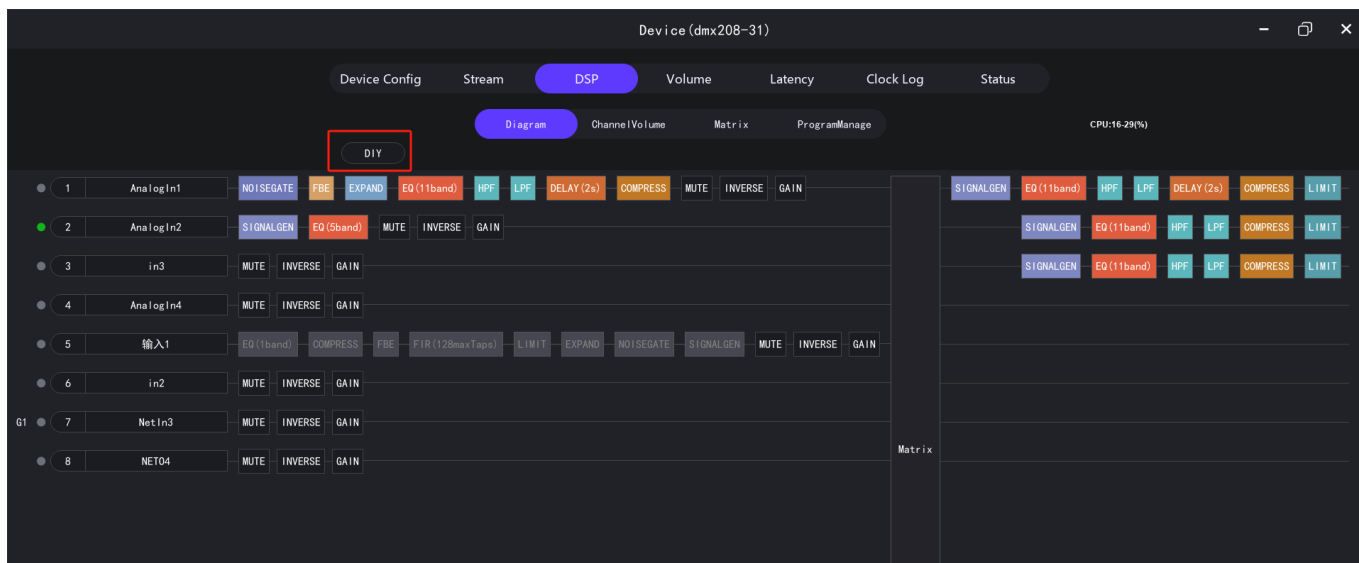 Device(dmx208-31)
Device Config Stream DSP Volume Latency Clock Log Status
Diagram ChannelVolume Matrix ProgramManage CPU:16-29(%)
DIY
1 AnalogIn1 NOISEGATE FBE EXPAND EQ(11band) HPF LPF DELAY(2s) COMPRESS MUTE INVERSE GAIN SIGNALGEN EQ(11band) HPF LPF DELAY(2s) COMPRESS LIMIT
2 AnalogIn2 SIGNALGEN EQ(5band) MUTE INVERSE GAIN SIGNALGEN EQ(11band) HPF LPF COMPRESS LIMIT
3 in3 MUTE INVERSE GAIN SIGNALGEN EQ(11band) HPF LPF COMPRESS LIMIT
4 AnalogIn4 MUTE INVERSE GAIN
5 输入1 EQ(1band) COMPRESS FBE FIR(128maxTaps) LIMIT EXPAND NOISEGATE SIGNALGEN MUTE INVERSE GAIN
6 in2 MUTE INVERSE GAIN
G1 7 NetIn3 MUTE INVERSE GAIN
Matrix
8 NET04 MUTE INVERSE GAIN